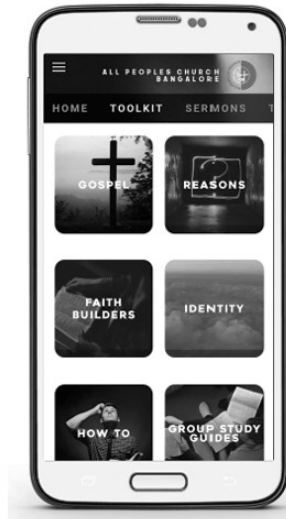 ALL PEOPLES CHURCH
BANGALORE
HOME TOOLKIT SERMONS T
GOSPEL
REASONS
FAITH
BUILDERS
IDENTITY
HOW TO
GROUP STUDY
GUIDES